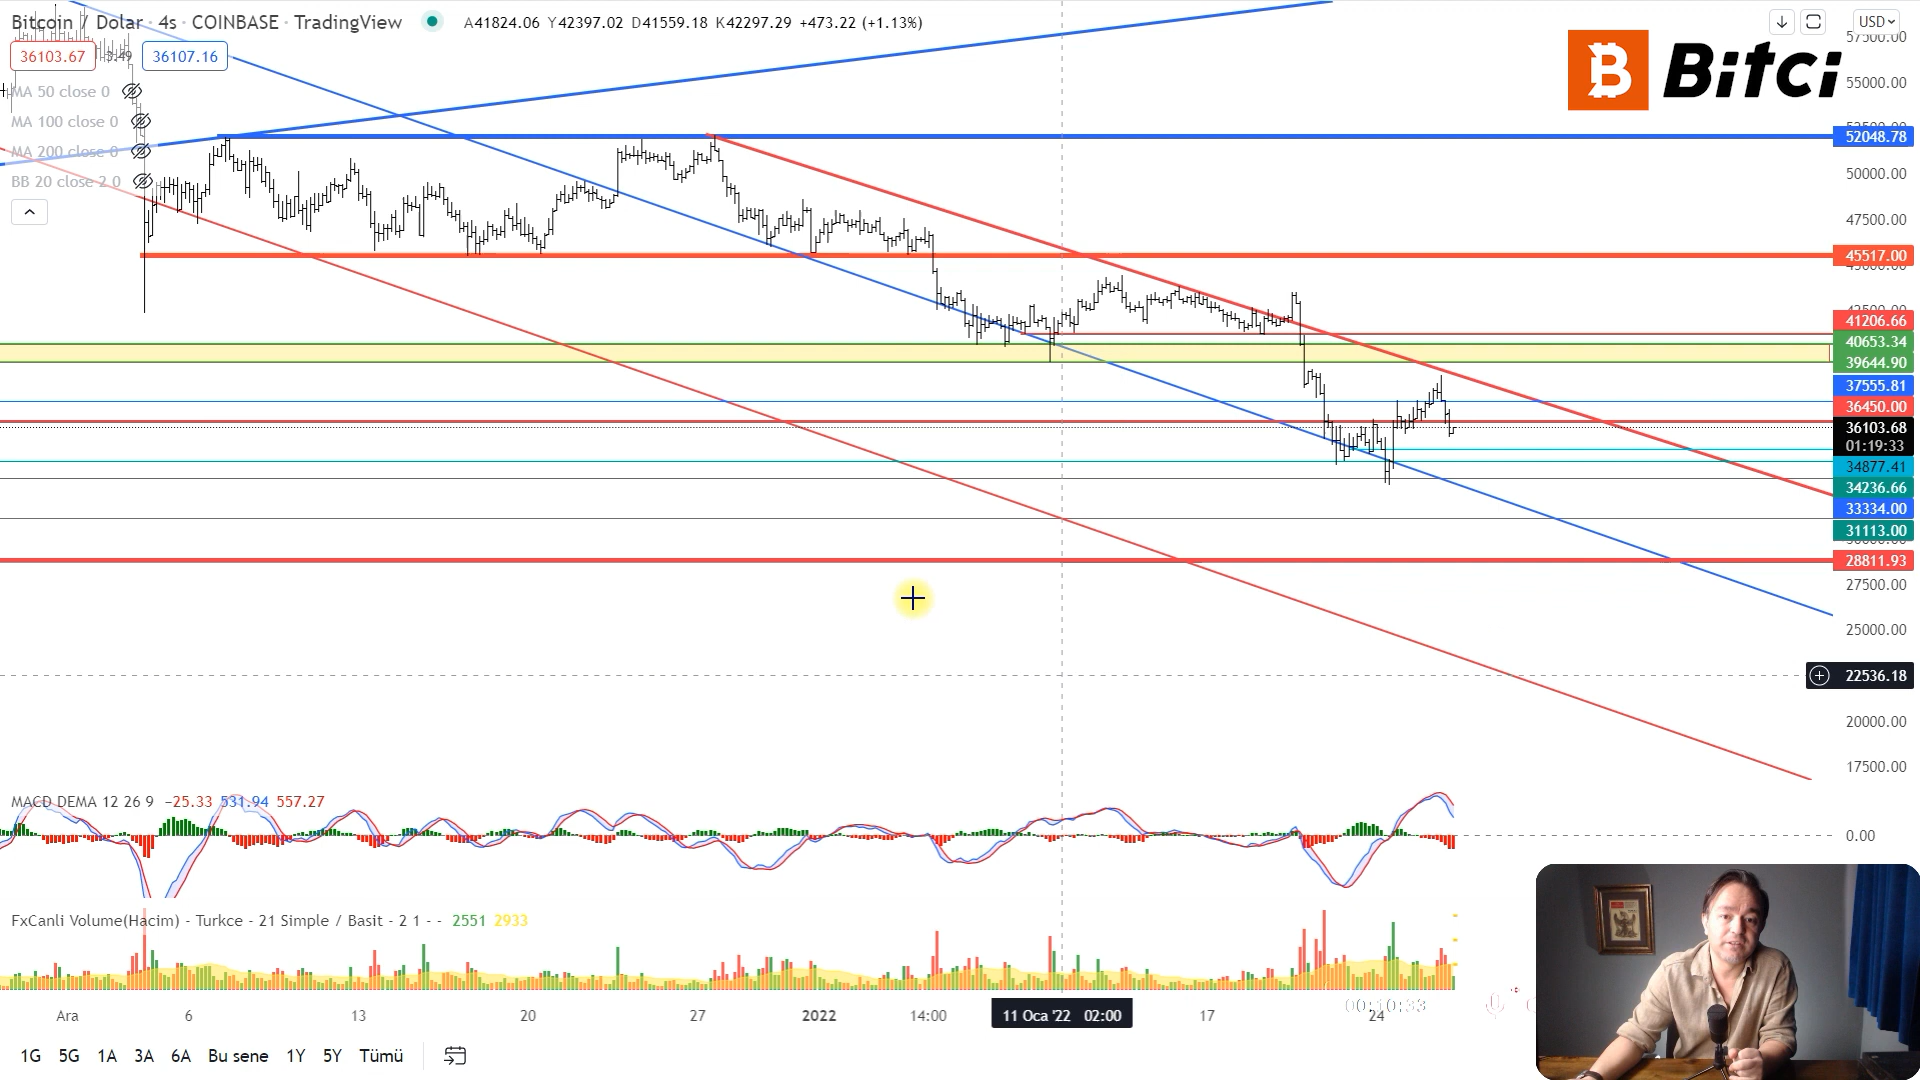 Bitcoin / Dolar · 4s · COINBASE · TradingView
A41824.06 Y42397.02 D41559.18 K42297.29 +473.22 (+1.13%)
USD
36103.67
3.49
36107.16
MA 50 close 0
MA 100 close 0
MA 200 close 0
BB 20 close 2 0
Bitci
57500.00
55000.00
52048.78
50000.00
47500.00
45517.00
41206.66
40653.34
39644.90
37555.81
36450.00
36103.68
01:19:33
34877.41
34236.66
33334.00
31113.00
28811.93
27500.00
25000.00
22536.18
20000.00
17500.00
MACD DEMA 12 26 9 −25.33 531.94 557.27
0.00
FxCanli Volume(Hacim) - Turkce - 21 Simple / Basit - 2 1 - - 2551 2933
00:10:33
Ara 6 13 20 27 2022 14:00 11 Oca '22 02:00 17 24
1G 5G 1A 3A 6A Bu sene 1Y 5Y Tümü